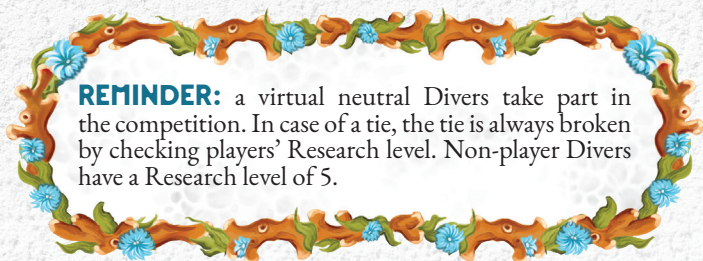 REMINDER: a virtual neutral Divers take part in
the competition. In case of a tie, the tie is always broken
by checking players' Research level. Non-player Divers
have a Research level of 5.